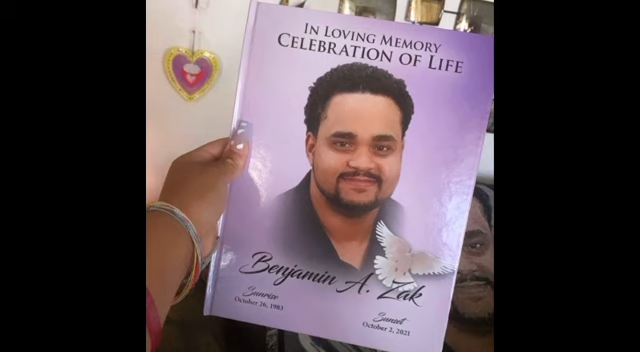 In Loving Memory
Celebration of Life
Benjamin A. Zak
Sunrise
October 26, 1983
Sunset
October 2, 2021